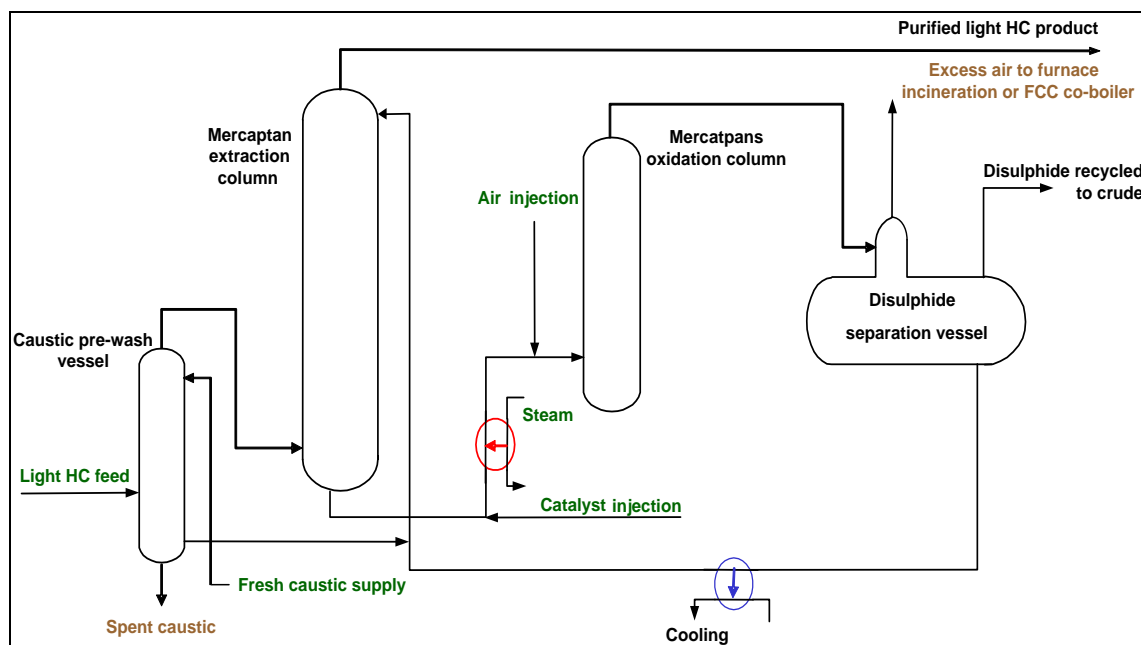 Purified light HC product
Excess air to furnace
incineration or FCC co-boiler
Mercaptan
extraction
column
Mercatpans
oxidation column
Disulphide recycled
to crude
Air injection
Disulphide
separation vessel
Caustic pre-wash
vessel
Steam
Light HC feed
Catalyst injection
Fresh caustic supply
Spent caustic
Cooling